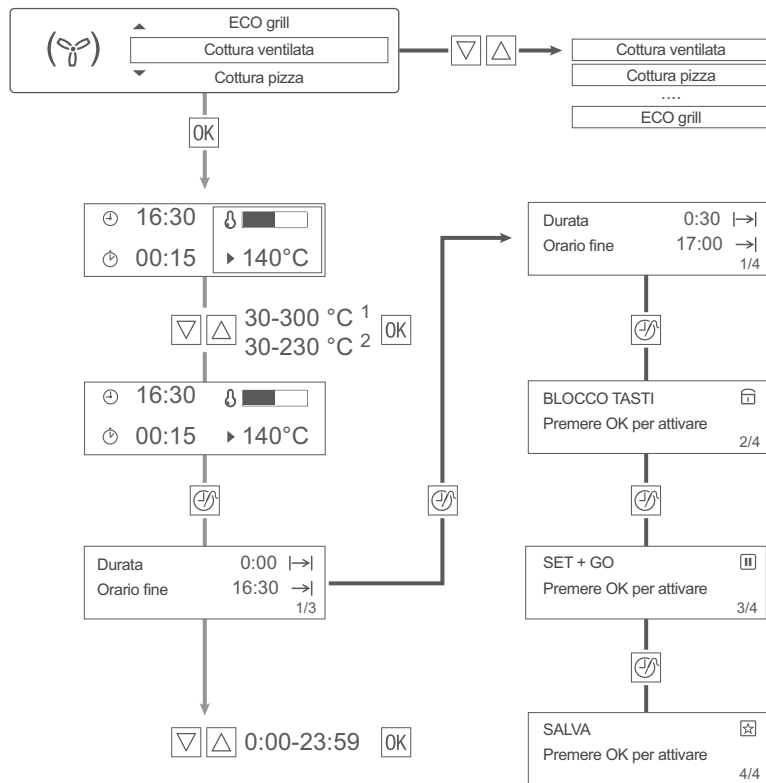 ECO grill
Cottura ventilata
Cottura pizza
Cottura ventilata
Cottura pizza
....
ECO grill
OK
16:30
00:15 140°C
30-300 °C 1
30-230 °C 2
OK
16:30
00:15 140°C
Durata 0:00
Orario fine 16:30
1/3
0:00-23:59 OK
Durata 0:30
Orario fine 17:00
1/4
BLOCCO TASTI
Premere OK per attivare
2/4
SET + GO
Premere OK per attivare
3/4
SALVA
Premere OK per attivare
4/4